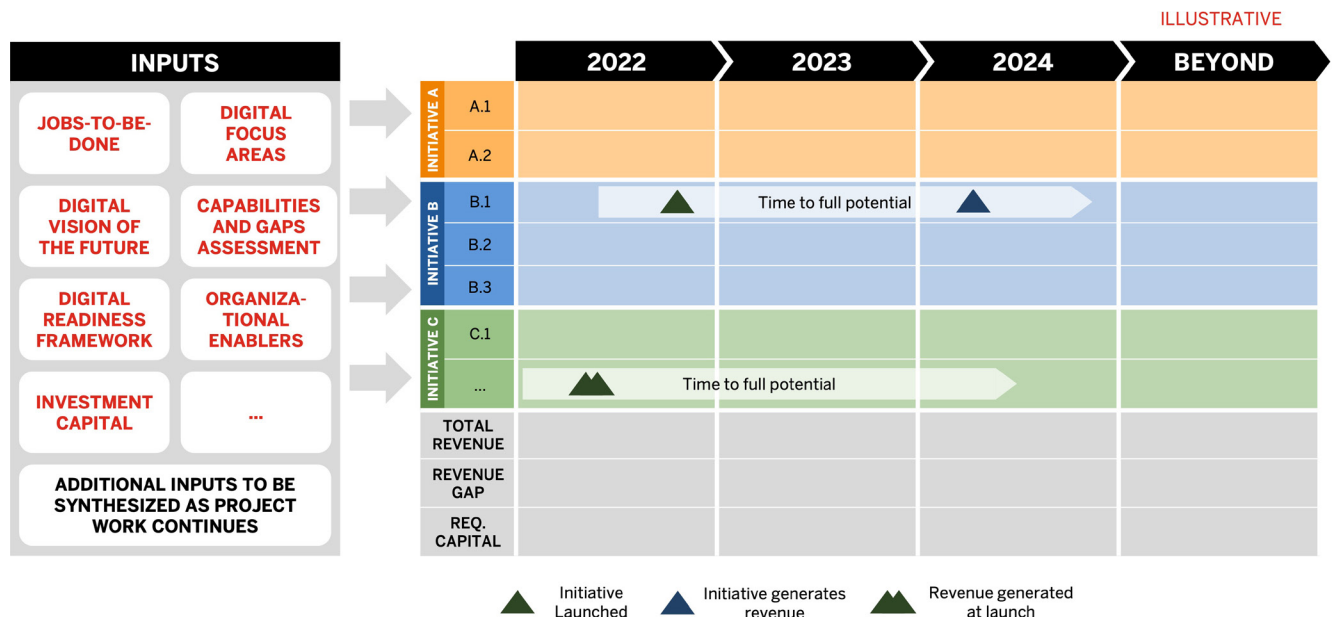 ILLUSTRATIVE
INPUTS
JOBS-TO-BE-
DONE
DIGITAL
FOCUS
AREAS
DIGITAL
VISION OF
THE FUTURE
CAPABILITIES
AND GAPS
ASSESSMENT
DIGITAL
READINESS
FRAMEWORK
ORGANIZA-
TIONAL
ENABLERS
INVESTMENT
CAPITAL
...
ADDITIONAL INPUTS TO BE
SYNTHESIZED AS PROJECT
WORK CONTINUES
2022
2023
2024
BEYOND
INITIATIVE A
A.1
A.2
INITIATIVE B
B.1
Time to full potential
B.2
B.3
INITIATIVE C
C.1
...
Time to full potential
TOTAL
REVENUE
REVENUE
GAP
REQ.
CAPITAL
Initiative
Launched
Initiative generates
revenue
Revenue generated
at launch